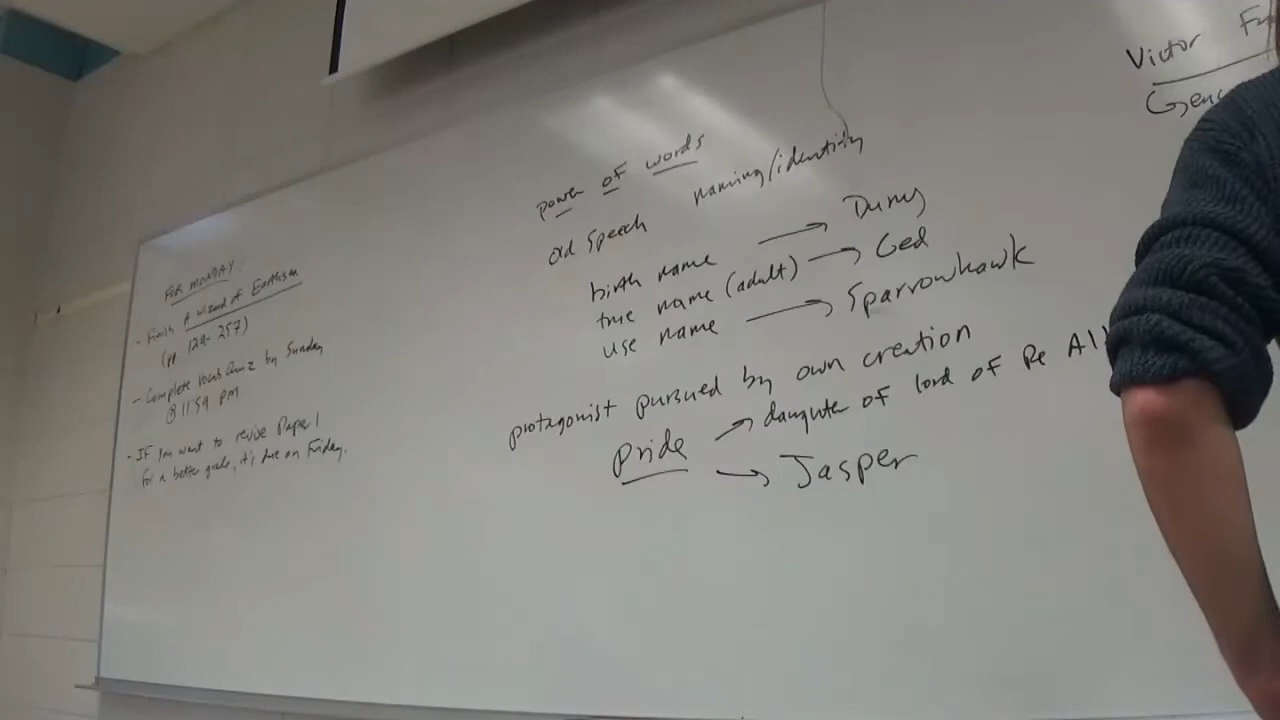 FOR MONDAY:
- Finish A Wizard of Earthsea
(pp. 129-257)
- Complete Vocab Quiz by Sunday
@ 11:59 pm
- IF you want to revise Paper 1
for a better grade, it's due on Friday.
power of words
old speech naming/identity
birth name → Duny
true name (adult) → Ged
use name → Sparrowhawk
protagonist pursued by own creation
Pride → daughter of lord of Re Al
→ Jasper
Victor